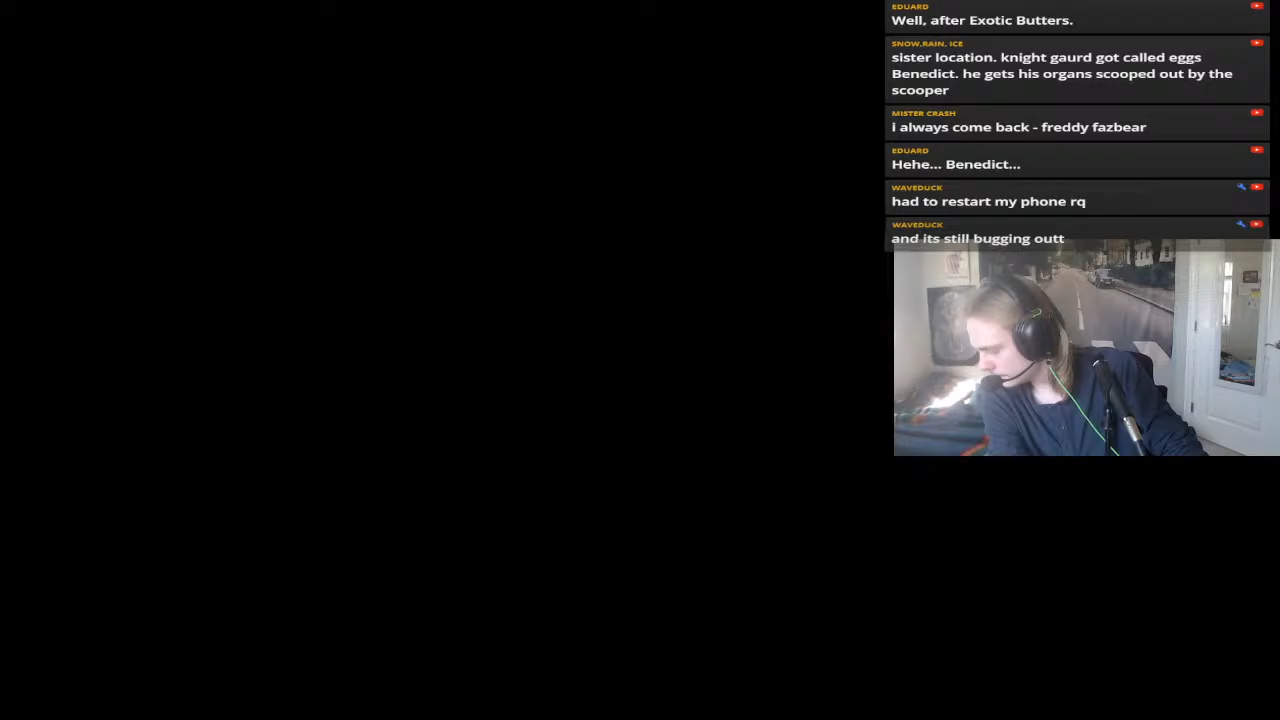 EDUARD
Well, after Exotic Butters.
SNOW,RAIN, ICE
sister location. knight gaurd got called eggs
Benedict. he gets his organs scooped out by the
scooper
MISTER CRASH
i always come back - freddy fazbear
EDUARD
Hehe... Benedict...
WAVEDUCK
had to restart my phone rq
WAVEDUCK
and its still bugging outt